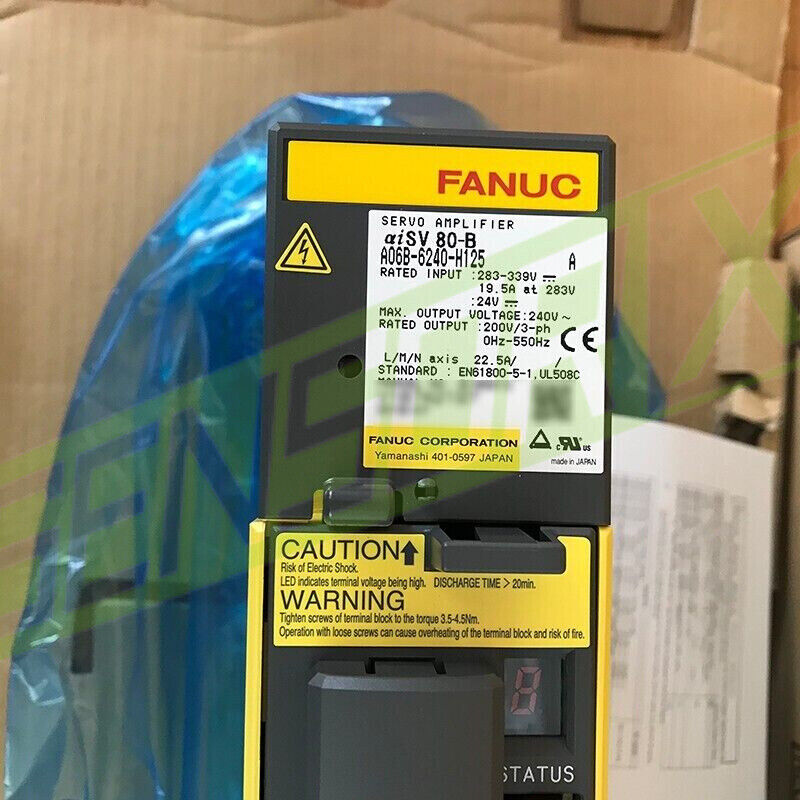 FANUC
SERVO AMPLIFIER
αiSV 80-B
A06B-6240-H125 A
RATED INPUT :283-339V ⎓
19.5A at 283V
:24V ⎓
MAX. OUTPUT VOLTAGE:240V ~
RATED OUTPUT :200V/3-ph
0Hz-550Hz CE
L/M/N axis 22.5A/ /
STANDARD : EN61800-5-1,UL508C
FANUC CORPORATION
Yamanashi 401-0597 JAPAN
c UR us
made in JAPAN
CAUTION
Risk of Electric Shock.
LED indicates terminal voltage being high. DISCHARGE TIME > 20min.
WARNING
Tighten screws of terminal block to the torque 3.5-4.5Nm.
Operation with loose screws can cause overheating of the terminal block and risk of fire.
8
STATUS